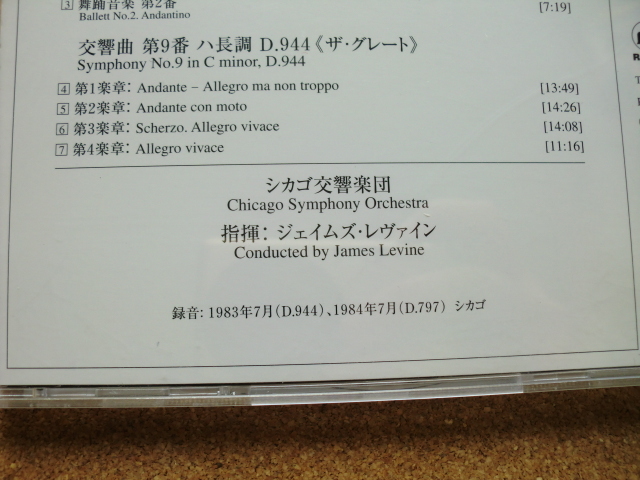 3 舞踊音楽 第2番 [7:19]
Ballett No.2. Andantino
交響曲 第9番 ハ長調 D.944《ザ・グレート》
Symphony No.9 in C minor, D.944
4 第1楽章: Andante – Allegro ma non troppo [13:49]
5 第2楽章: Andante con moto [14:26]
6 第3楽章: Scherzo. Allegro vivace [14:08]
7 第4楽章: Allegro vivace [11:16]
シカゴ交響楽団
Chicago Symphony Orchestra
指揮: ジェイムズ・レヴァイン
Conducted by James Levine
録音: 1983年7月(D.944)、1984年7月(D.797) シカゴ